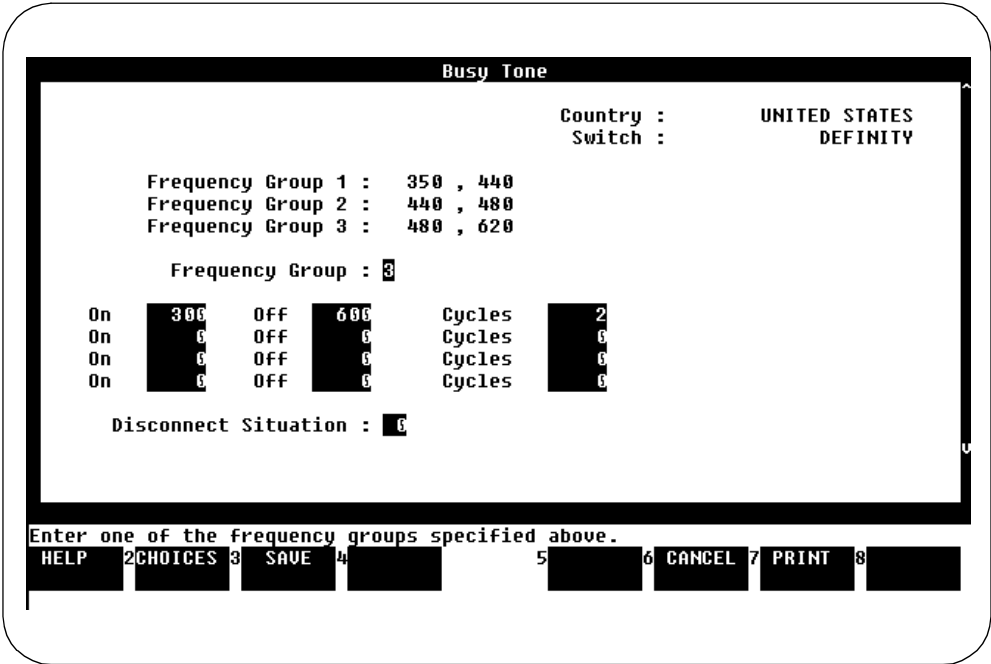 Busy Tone
Country : UNITED STATES
Switch : DEFINITY
Frequency Group 1 : 350 , 440
Frequency Group 2 : 440 , 480
Frequency Group 3 : 480 , 620
Frequency Group : 3
On 300 Off 600 Cycles 2
On 0 Off 0 Cycles 0
On 0 Off 0 Cycles 0
On 0 Off 0 Cycles 0
Disconnect Situation : 0
Enter one of the frequency groups specified above.
HELP 2 CHOICES 3 SAVE 4 5 6 CANCEL 7 PRINT 8